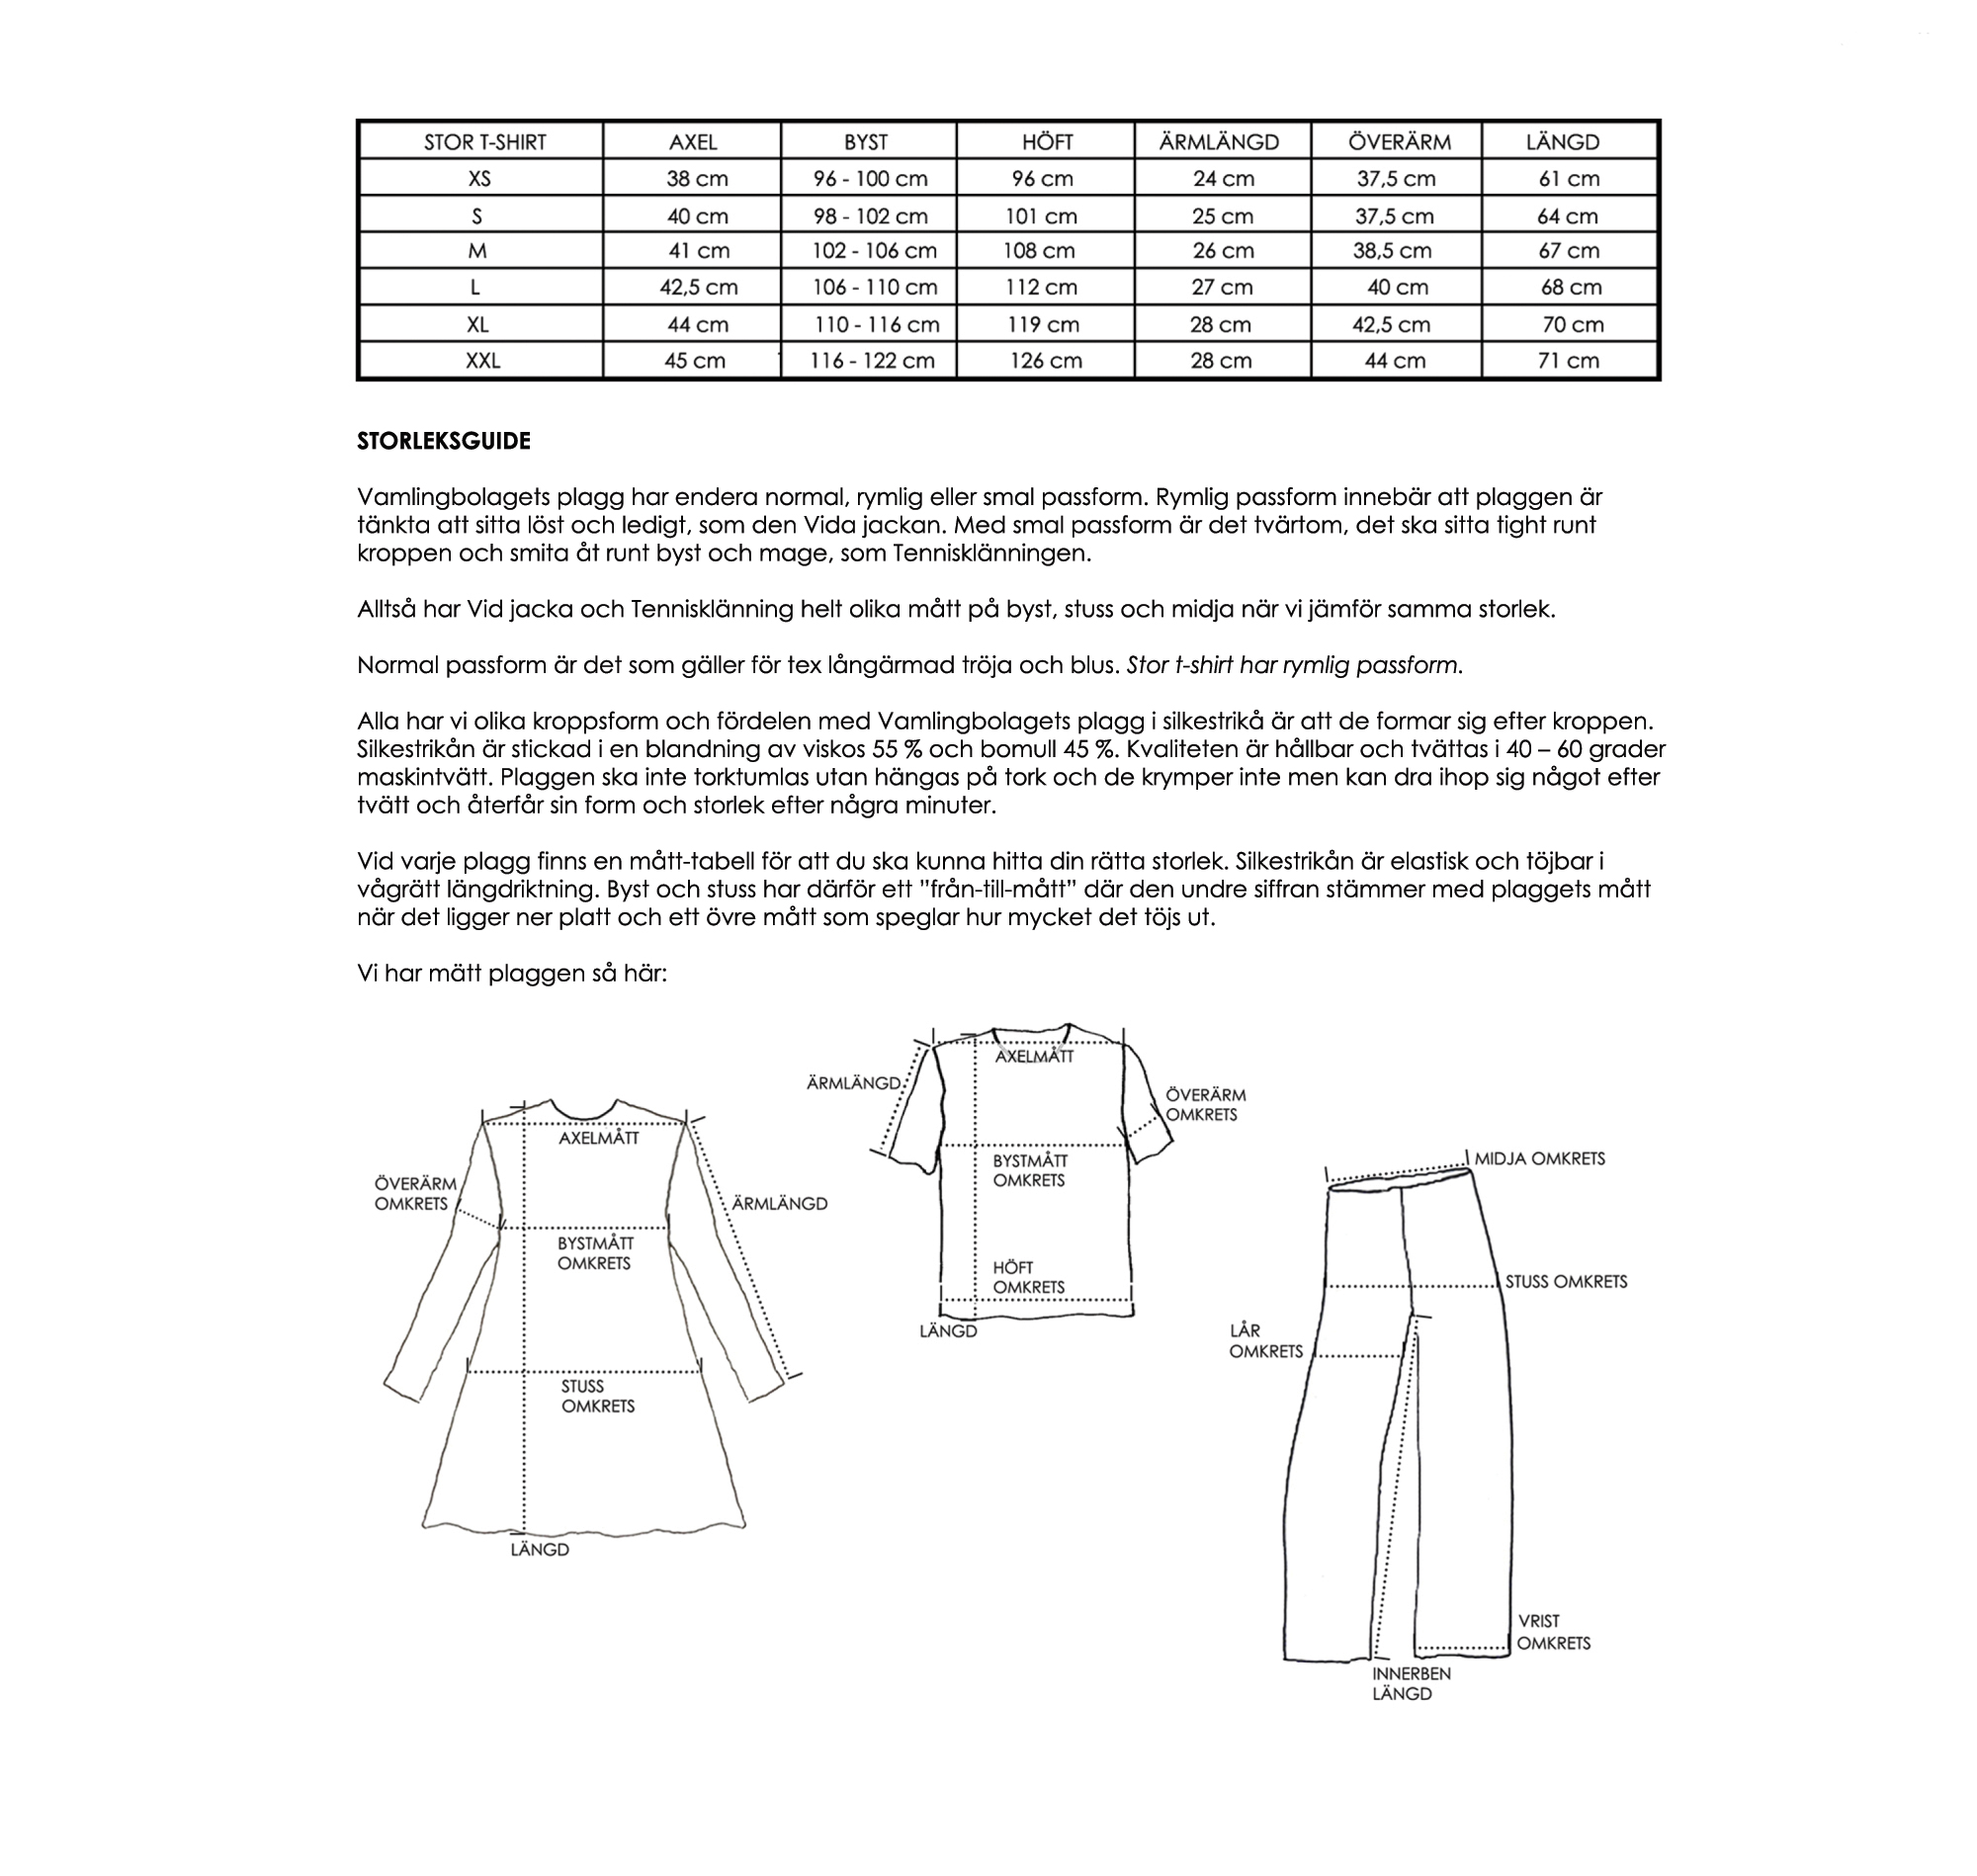 STOR T-SHIRT AXEL BYST HÖFT ÄRMLÄNGD ÖVERÄRM LÄNGD
XS 38 cm 96 - 100 cm 96 cm 24 cm 37,5 cm 61 cm
S 40 cm 98 - 102 cm 101 cm 25 cm 37,5 cm 64 cm
M 41 cm 102 - 106 cm 108 cm 26 cm 38,5 cm 67 cm
L 42,5 cm 106 - 110 cm 112 cm 27 cm 40 cm 68 cm
XL 44 cm 110 - 116 cm 119 cm 28 cm 42,5 cm 70 cm
XXL 45 cm 116 - 122 cm 126 cm 28 cm 44 cm 71 cm
STORLEKSGUIDE
Vamlingbolagets plagg har endera normal, rymlig eller smal passform. Rymlig passform innebär att plaggen är
tänkta att sitta löst och ledigt, som den Vida jackan. Med smal passform är det tvärtom, det ska sitta tight runt
kroppen och smita åt runt byst och mage, som Tennisklänningen.
Alltså har Vid jacka och Tennisklänning helt olika mått på byst, stuss och midja när vi jämför samma storlek.
Normal passform är det som gäller för tex långärmad tröja och blus. Stor t-shirt har rymlig passform.
Alla har vi olika kroppsform och fördelen med Vamlingbolagets plagg i silkestrikå är att de formar sig efter kroppen.
Silkestrikån är stickad i en blandning av viskos 55 % och bomull 45 %. Kvaliteten är hållbar och tvättas i 40 – 60 grader
maskintvätt. Plaggen ska inte torktumlas utan hängas på tork och de krymper inte men kan dra ihop sig något efter
tvätt och återfår sin form och storlek efter några minuter.
Vid varje plagg finns en mått-tabell för att du ska kunna hitta din rätta storlek. Silkestrikån är elastisk och töjbar i
vågrätt längdriktning. Byst och stuss har därför ett ”från-till-mått” där den undre siffran stämmer med plaggets mått
när det ligger ner platt och ett övre mått som speglar hur mycket det töjs ut.
Vi har mätt plaggen så här:
AXELMÅTT
ÖVERÄRM
OMKRETS
ÄRMLÄNGD
BYSTMÅTT
OMKRETS
STUSS
OMKRETS
LÄNGD
AXELMÅTT
ÄRMLÄNGD
ÖVERÄRM
OMKRETS
BYSTMÅTT
OMKRETS
HÖFT
OMKRETS
LÄNGD
MIDJA OMKRETS
STUSS OMKRETS
LÅR
OMKRETS
VRIST
OMKRETS
INNERBEN
LÄNGD